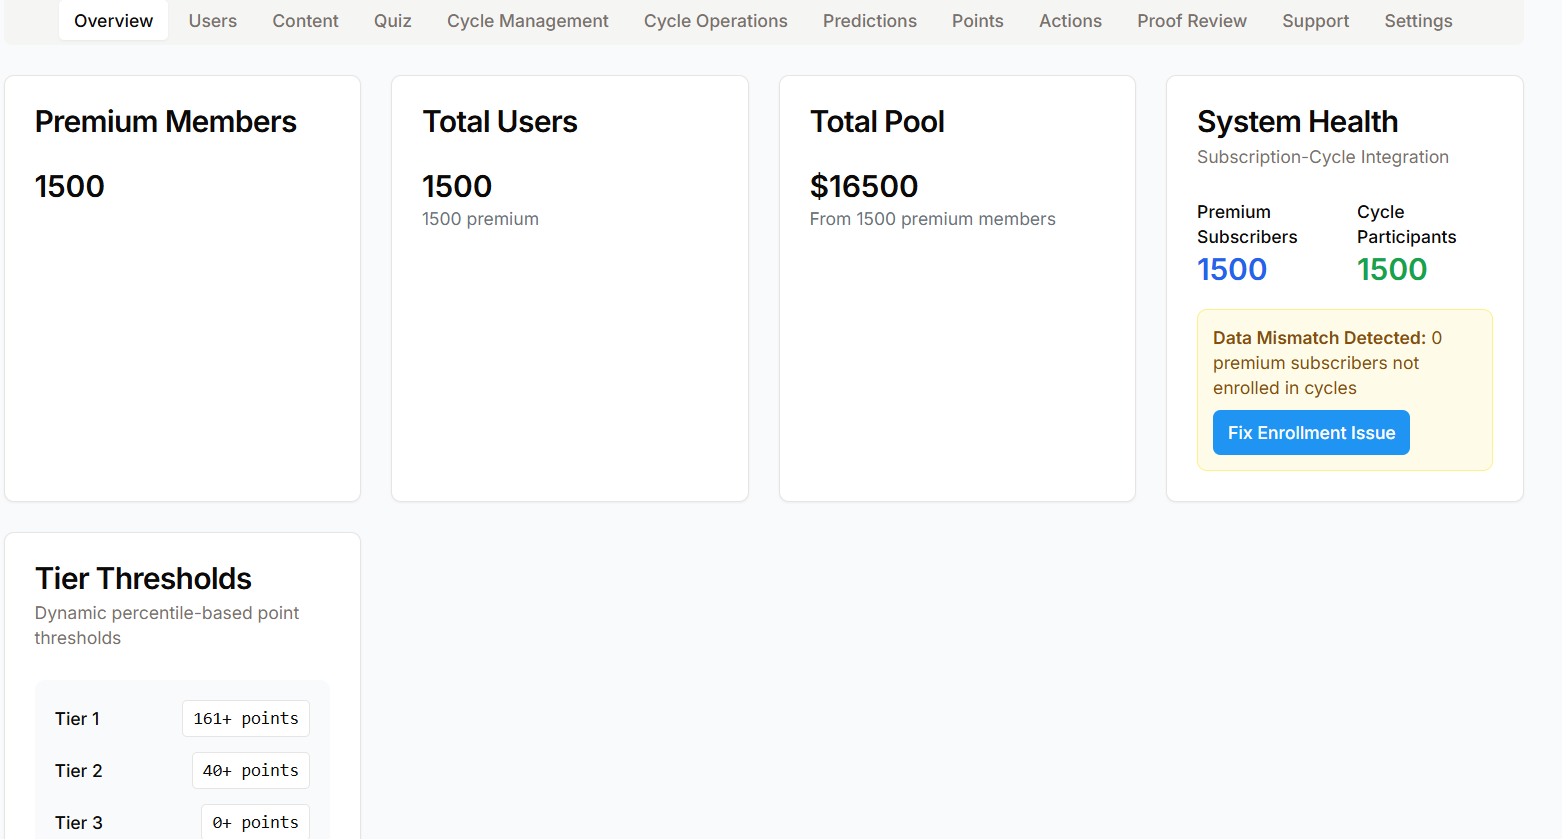 Overview Users Content Quiz Cycle Management Cycle Operations Predictions Points Actions Proof Review Support Settings
Premium Members
1500
Total Users
1500
1500 premium
Total Pool
$16500
From 1500 premium members
System Health
Subscription-Cycle Integration
Premium
Subscribers
1500
Cycle
Participants
1500
Data Mismatch Detected: 0
premium subscribers not
enrolled in cycles
Fix Enrollment Issue
Tier Thresholds
Dynamic percentile-based point
thresholds
Tier 1 161+ points
Tier 2 40+ points
Tier 3 0+ points